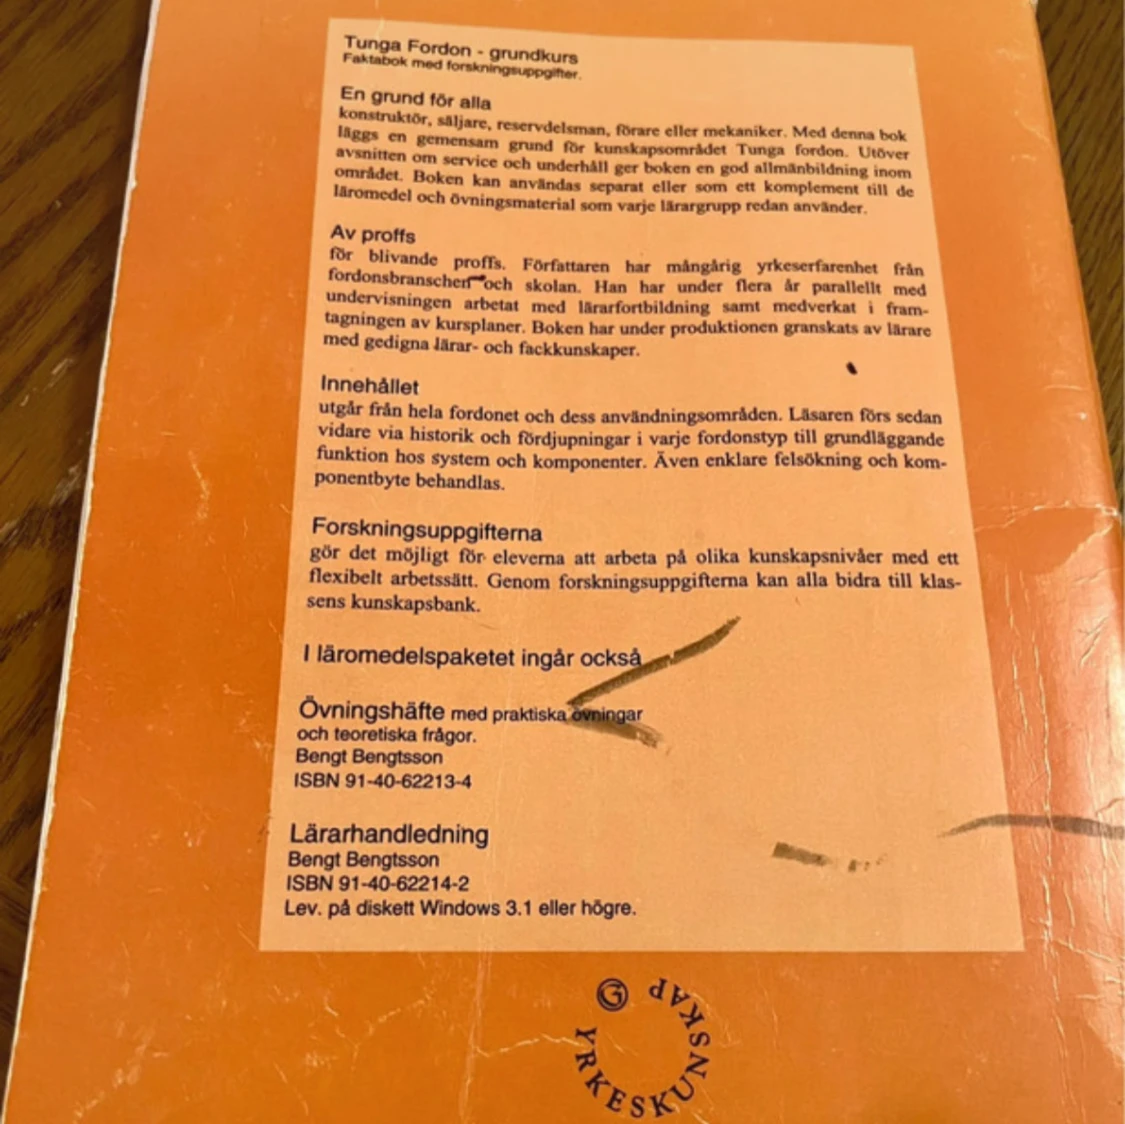 Tunga Fordon - grundkurs
Faktabok med forskningsuppgifter.
En grund för alla
konstruktör, säljare, reservdelsman, förare eller mekaniker. Med denna bok
läggs en gemensam grund för kunskapsområdet Tunga fordon. Utöver
avsnitten om service och underhåll ger boken en god allmänbildning inom
området. Boken kan användas separat eller som ett komplement till de
läromedel och övningsmaterial som varje lärargrupp redan använder.
Av proffs
för blivande proffs. Författaren har mångårig yrkeserfarenhet från
fordonsbranschen och skolan. Han har under flera år parallellt med
undervisningen arbetat med lärarfortbildning samt medverkat i fram-
tagningen av kursplaner. Boken har under produktionen granskats av lärare
med gedigna lärar- och fackkunskaper.
Innehållet
utgår från hela fordonet och dess användningsområden. Läsaren förs sedan
vidare via historik och fördjupningar i varje fordonstyp till grundläggande
funktion hos system och komponenter. Även enklare felsökning och kom-
ponentbyte behandlas.
Forskningsuppgifterna
gör det möjligt för eleverna att arbeta på olika kunskapsnivåer med ett
flexibelt arbetssätt. Genom forskningsuppgifterna kan alla bidra till klas-
sens kunskapsbank.
I läromedelspaketet ingår också
Övningshäfte med praktiska övningar
och teoretiska frågor.
Bengt Bengtsson
ISBN 91-40-62213-4
Lärarhandledning
Bengt Bengtsson
ISBN 91-40-62214-2
Lev. på diskett Windows 3.1 eller högre.
G YRKESKUNSKAP